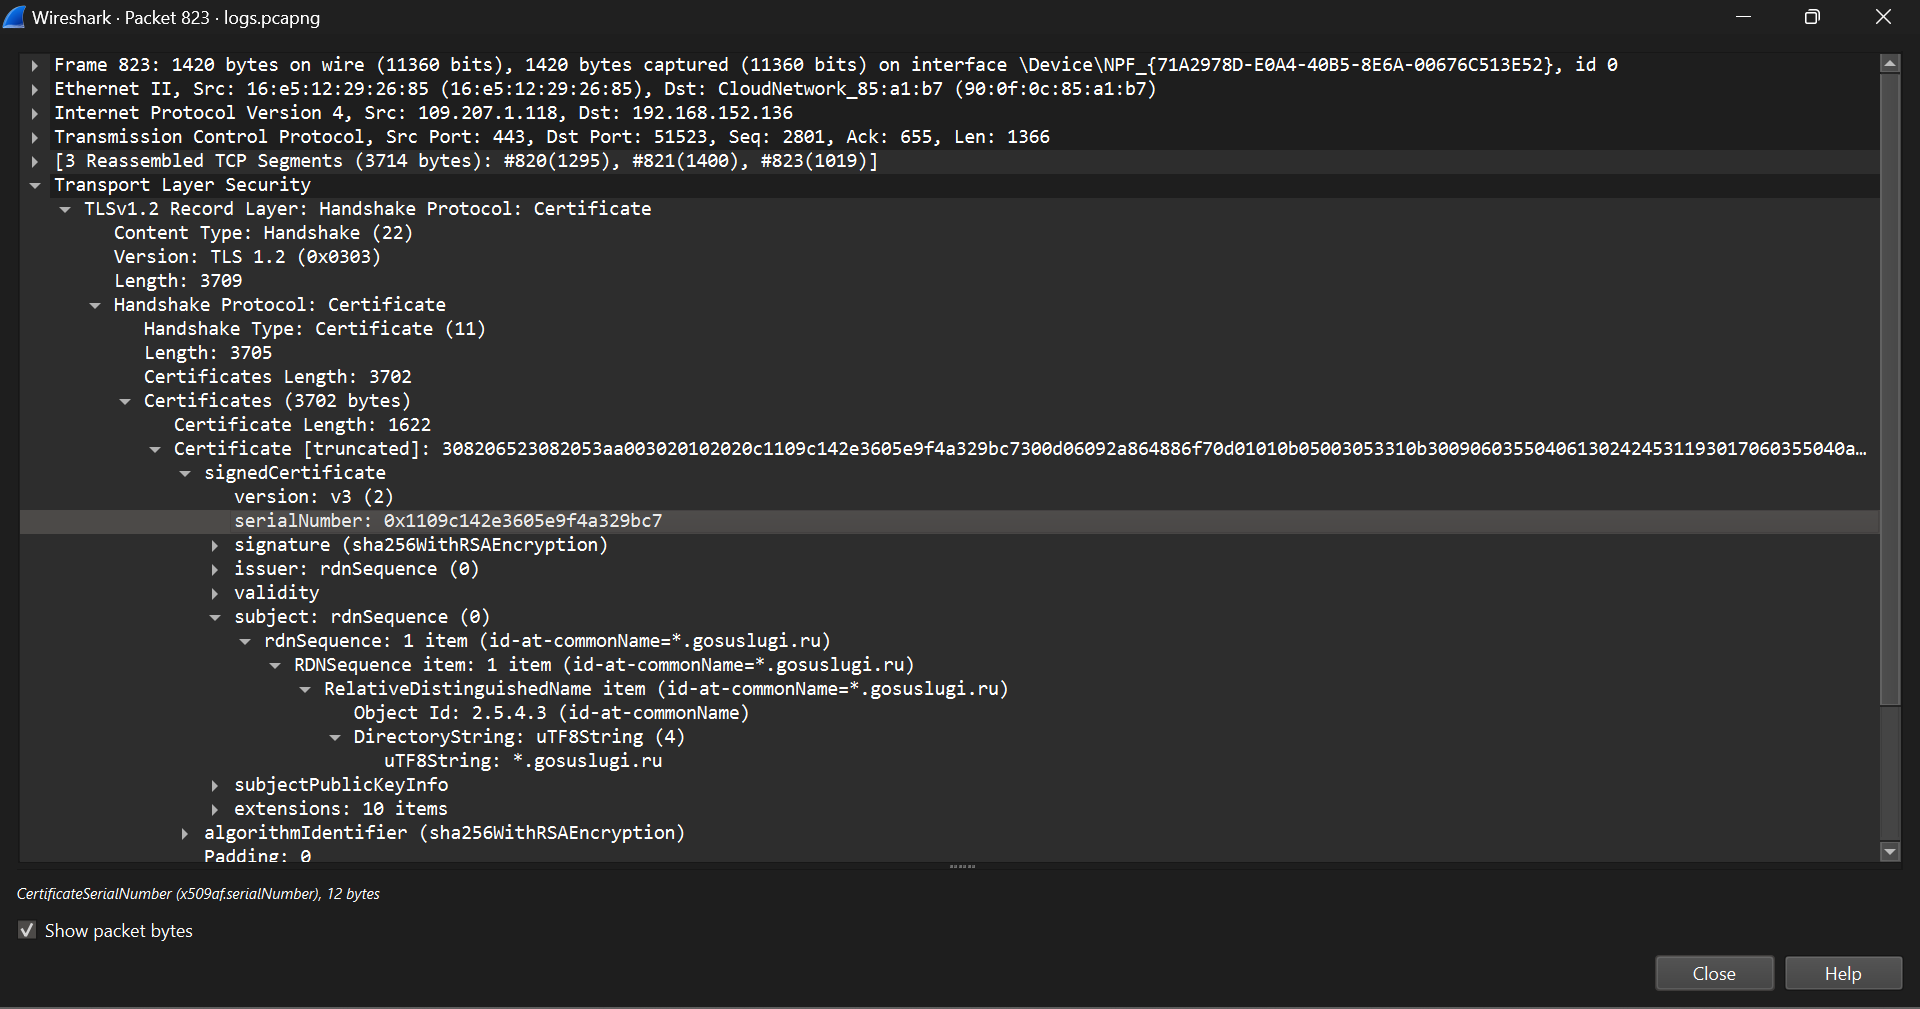 Wireshark · Packet 823 · logs.pcapng
Frame 823: 1420 bytes on wire (11360 bits), 1420 bytes captured (11360 bits) on interface \Device\NPF_{71A2978D-E0A4-40B5-8E6A-00676C513E52}, id 0
Ethernet II, Src: 16:e5:12:29:26:85 (16:e5:12:29:26:85), Dst: CloudNetwork_85:a1:b7 (90:0f:0c:85:a1:b7)
Internet Protocol Version 4, Src: 109.207.1.118, Dst: 192.168.152.136
Transmission Control Protocol, Src Port: 443, Dst Port: 51523, Seq: 2801, Ack: 655, Len: 1366
[3 Reassembled TCP Segments (3714 bytes): #820(1295), #821(1400), #823(1019)]
Transport Layer Security
TLSv1.2 Record Layer: Handshake Protocol: Certificate
Content Type: Handshake (22)
Version: TLS 1.2 (0x0303)
Length: 3709
Handshake Protocol: Certificate
Handshake Type: Certificate (11)
Length: 3705
Certificates Length: 3702
Certificates (3702 bytes)
Certificate Length: 1622
Certificate [truncated]: 308206523082053aa003020102020c1109c142e3605e9f4a329bc7300d06092a864886f70d01010b05003053310b300906035504061302424531193017060355040a…
signedCertificate
version: v3 (2)
serialNumber: 0x1109c142e3605e9f4a329bc7
signature (sha256WithRSAEncryption)
issuer: rdnSequence (0)
validity
subject: rdnSequence (0)
rdnSequence: 1 item (id-at-commonName=*.gosuslugi.ru)
RDNSequence item: 1 item (id-at-commonName=*.gosuslugi.ru)
RelativeDistinguishedName item (id-at-commonName=*.gosuslugi.ru)
Object Id: 2.5.4.3 (id-at-commonName)
DirectoryString: uTF8String (4)
uTF8String: *.gosuslugi.ru
subjectPublicKeyInfo
extensions: 10 items
algorithmIdentifier (sha256WithRSAEncryption)
Padding: 0
CertificateSerialNumber (x509af.serialNumber), 12 bytes
Show packet bytes
Close
Help